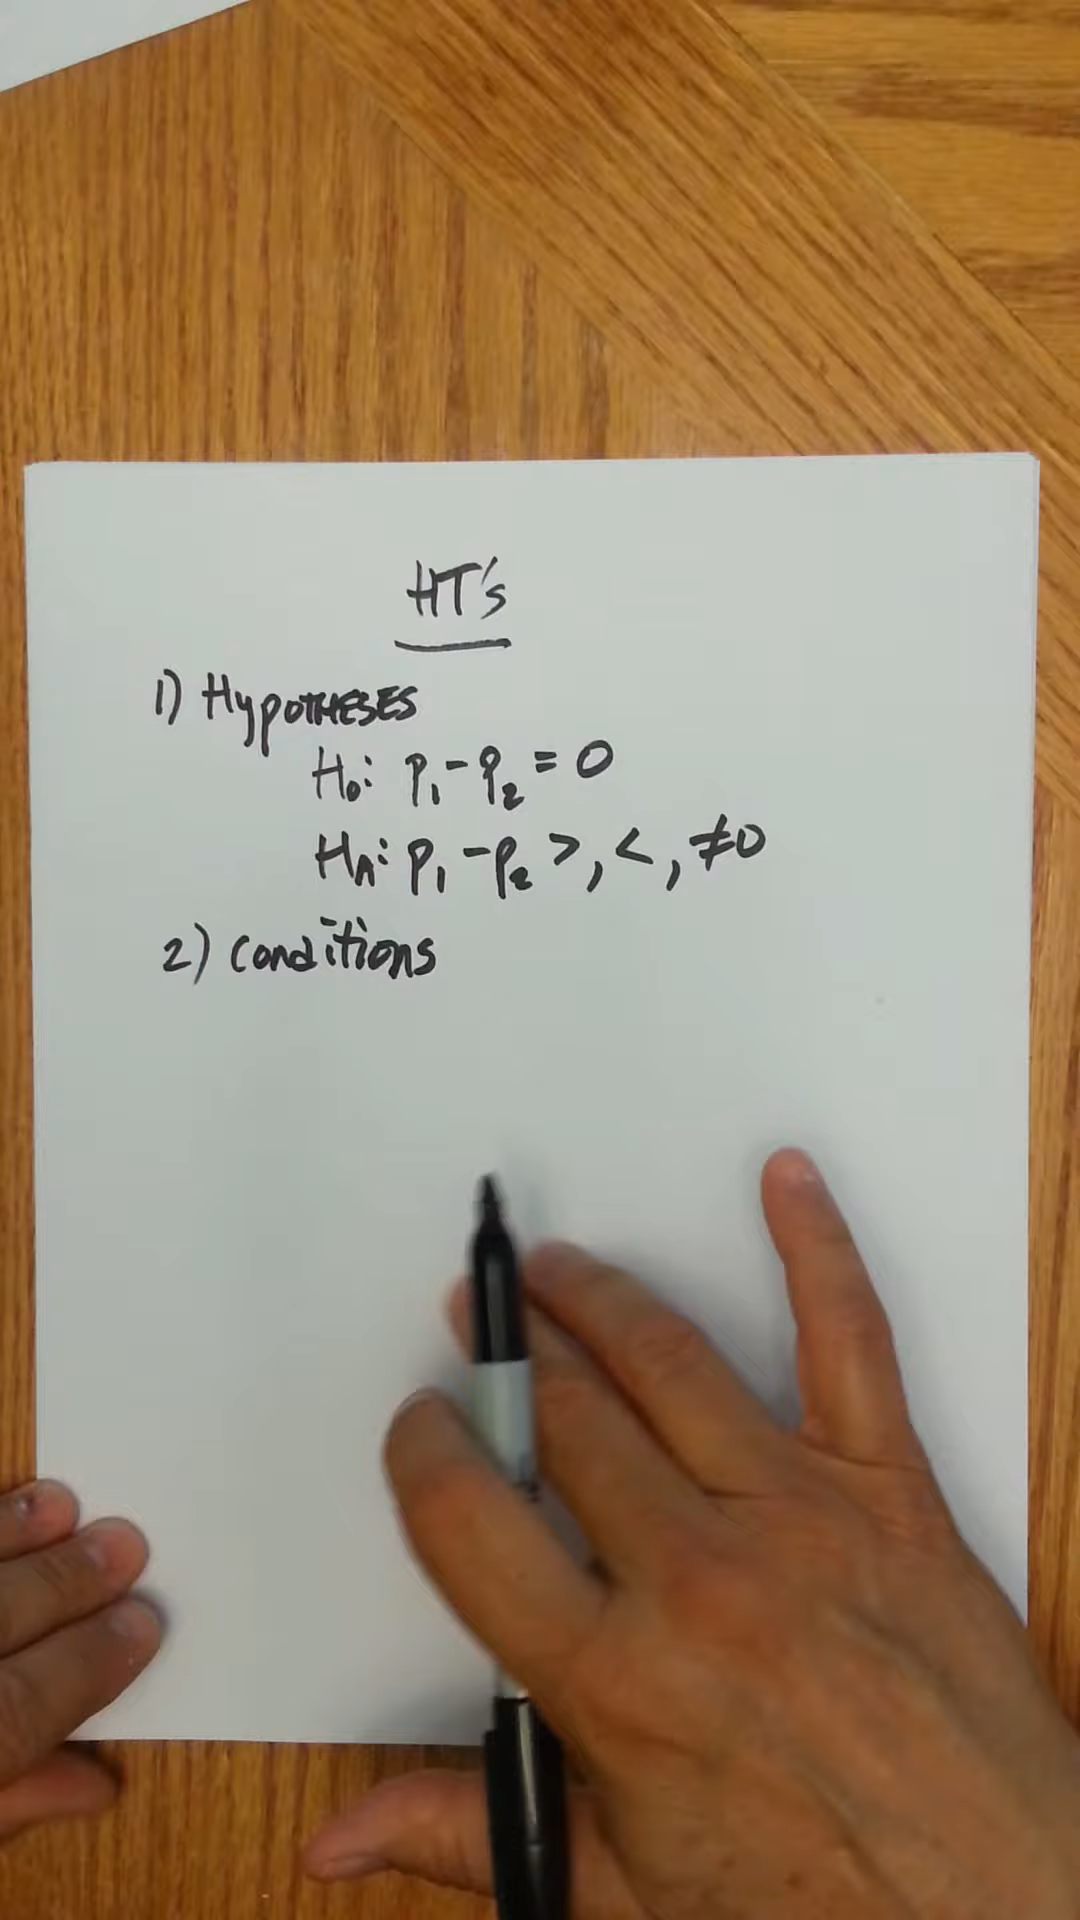 HT's
1) HypOTHESES
H₀: p₁ - p₂ = 0
Hₐ: p₁ - p₂ >, <, ≠0
2) Conditions